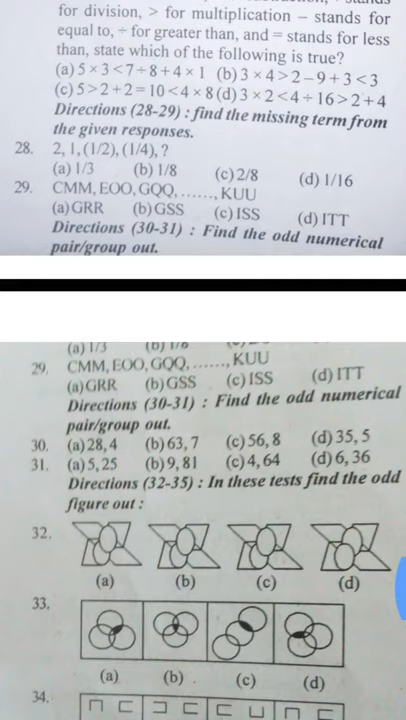 for division, > for multiplication – stands for
equal to, ÷ for greater than, and = stands for less
than, state which of the following is true?
(a) 5 × 3 < 7 ÷ 8 + 4 × 1 (b) 3 × 4 > 2 – 9 + 3 < 3
(c) 5 > 2 + 2 = 10 < 4 × 8 (d) 3 × 2 < 4 ÷ 16 > 2 + 4
Directions (28-29) : find the missing term from
the given responses.
28. 2, 1, (1/2), (1/4), ?
(a) 1/3 (b) 1/8 (c) 2/8 (d) 1/16
29. CMM, EOO, GQQ, ......, KUU
(a) GRR (b) GSS (c) ISS (d) ITT
Directions (30-31) : Find the odd numerical
pair/group out.
(a) 1/3
29. CMM, EOO, GQQ, ......, KUU
(a) GRR (b) GSS (c) ISS (d) ITT
Directions (30-31) : Find the odd numerical
pair/group out.
30. (a) 28, 4 (b) 63, 7 (c) 56, 8 (d) 35, 5
31. (a) 5, 25 (b) 9, 81 (c) 4, 64 (d) 6, 36
Directions (32-35) : In these tests find the odd
figure out :
32.
(a) (b) (c) (d)
33.
(a) (b) (c) (d)
34.